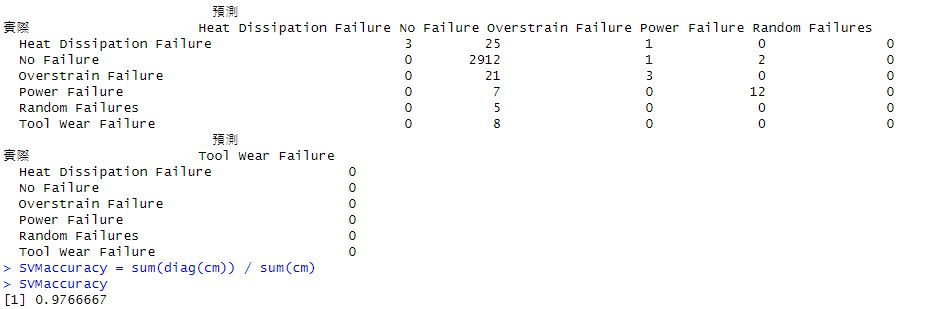 預測
實際 Heat Dissipation Failure No Failure Overstrain Failure Power Failure Random Failures
Heat Dissipation Failure 3 25 1 0 0
No Failure 0 2912 1 2 0
Overstrain Failure 0 21 3 0 0
Power Failure 0 7 0 12 0
Random Failures 0 5 0 0 0
Tool Wear Failure 0 8 0 0 0
預測
實際 Tool Wear Failure
Heat Dissipation Failure 0
No Failure 0
Overstrain Failure 0
Power Failure 0
Random Failures 0
Tool Wear Failure 0
> SVMaccuracy = sum(diag(cm)) / sum(cm)
> SVMaccuracy
[1] 0.9766667